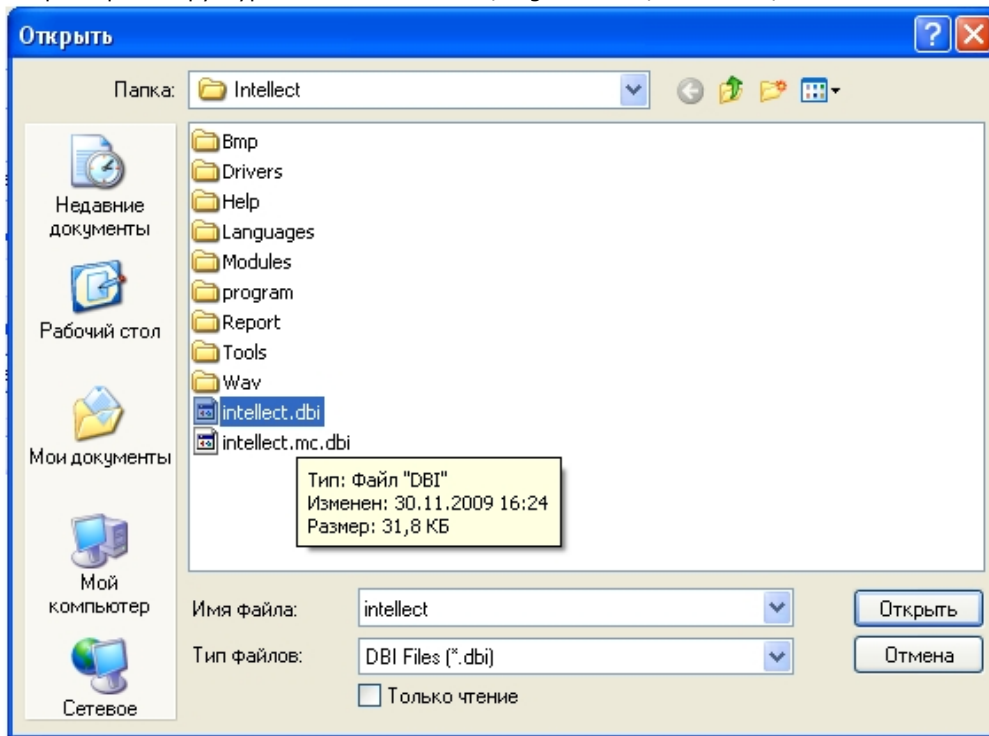 Открыть
Папка: Intellect
Недавние документы
Рабочий стол
Мои документы
Мой компьютер
Сетевое
Bmp
Drivers
Help
Languages
Modules
program
Report
Tools
Wav
intellect.dbi
intellect.mc.dbi
Тип: Файл "DBI"
Изменен: 30.11.2009 16:24
Размер: 31,8 КБ
Имя файла: intellect
Открыть
Тип файлов: DBI Files (*.dbi)
Отмена
Только чтение